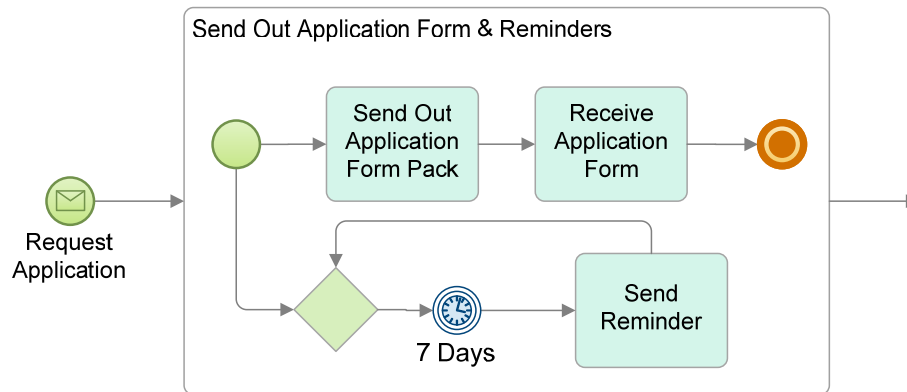 Send Out Application Form & Reminders
Send Out
Application
Form Pack
Receive
Application
Form
Request
Application
Send
Reminder
7 Days